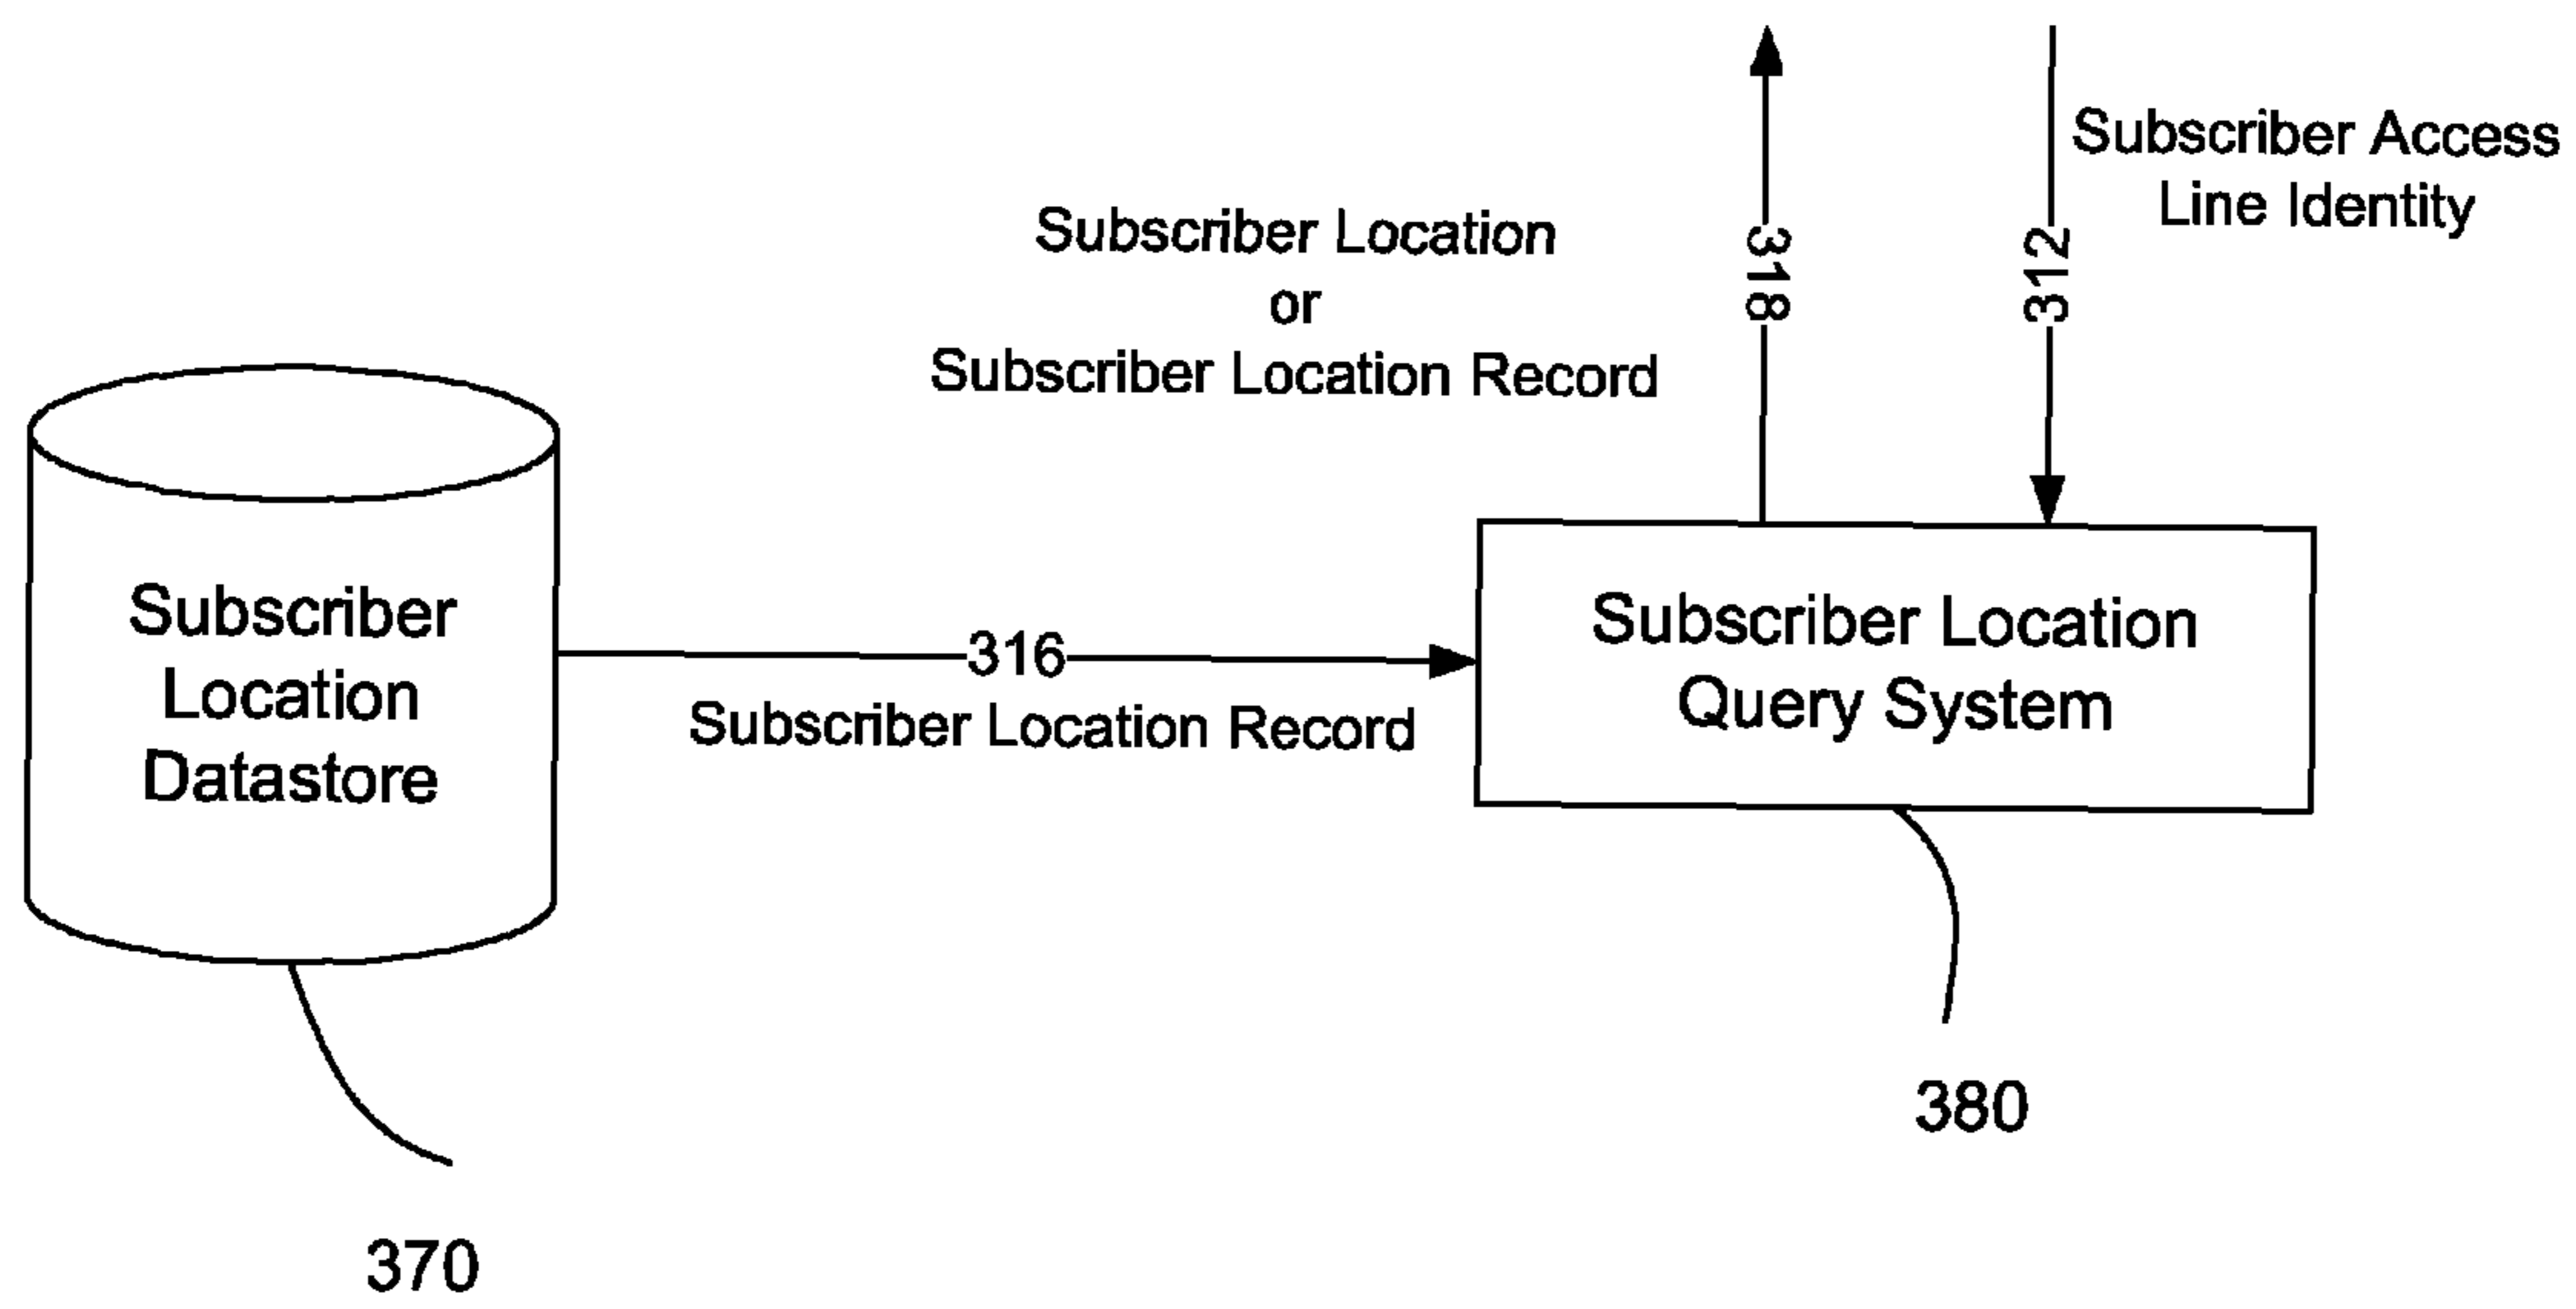 Subscriber Access
Line Identity
312
318
Subscriber Location
or
Subscriber Location Record
Subscriber
Location
Datastore
316
Subscriber Location Record
Subscriber Location
Query System
380
370